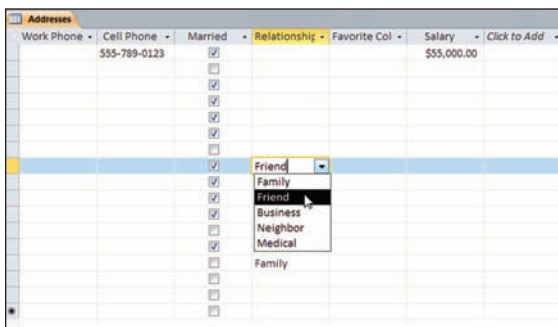 Addresses
Work Phone Cell Phone Married Relationship Favorite Col Salary Click to Add
555-789-0123 $55,000.00
Friend
Family
Friend
Business
Neighbor
Medical
Family